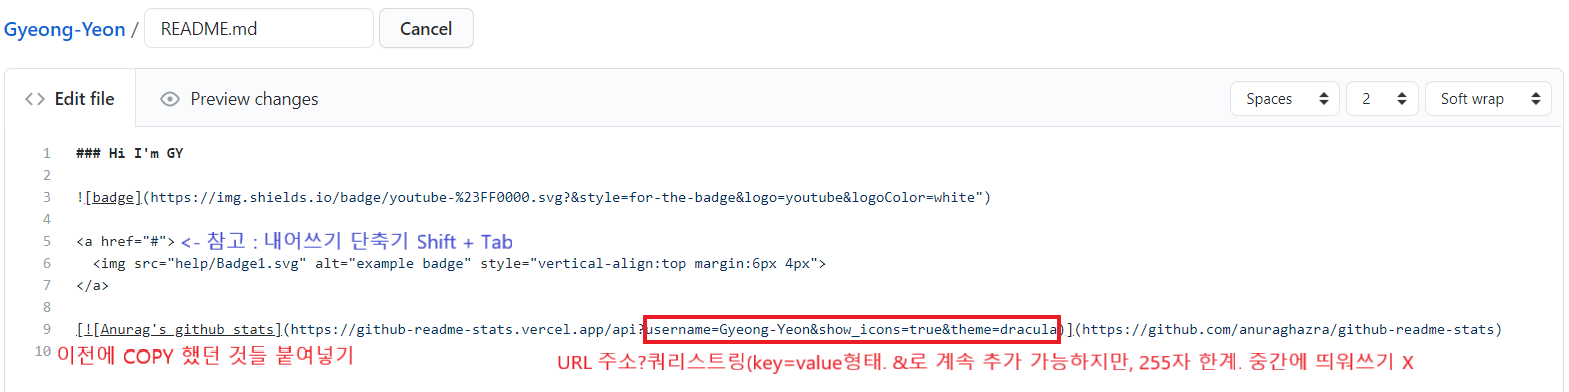 Gyeong-Yeon / README.md Cancel
<> Edit file Preview changes Spaces 2 Soft wrap
1 ### Hi I'm GY
2
3 ![badge](https://img.shields.io/badge/youtube-%23FF0000.svg?&style=for-the-badge&logo=youtube&logoColor=white")
4
5 <a href="#"> <- 참고 : 내어쓰기 단축기 Shift + Tab
6 <img src="help/Badge1.svg" alt="example badge" style="vertical-align:top margin:6px 4px">
7 </a>
8
9 [![Anurag's github stats](https://github-readme-stats.vercel.app/api?username=Gyeong-Yeon&show_icons=true&theme=dracula)](https://github.com/anuraghazra/github-readme-stats)
10 이전에 COPY 했던 것들 붙여넣기
URL 주소?쿼리스트링(key=value형태. &로 계속 추가 가능하지만, 255자 한계. 중간에 띄워쓰기 X